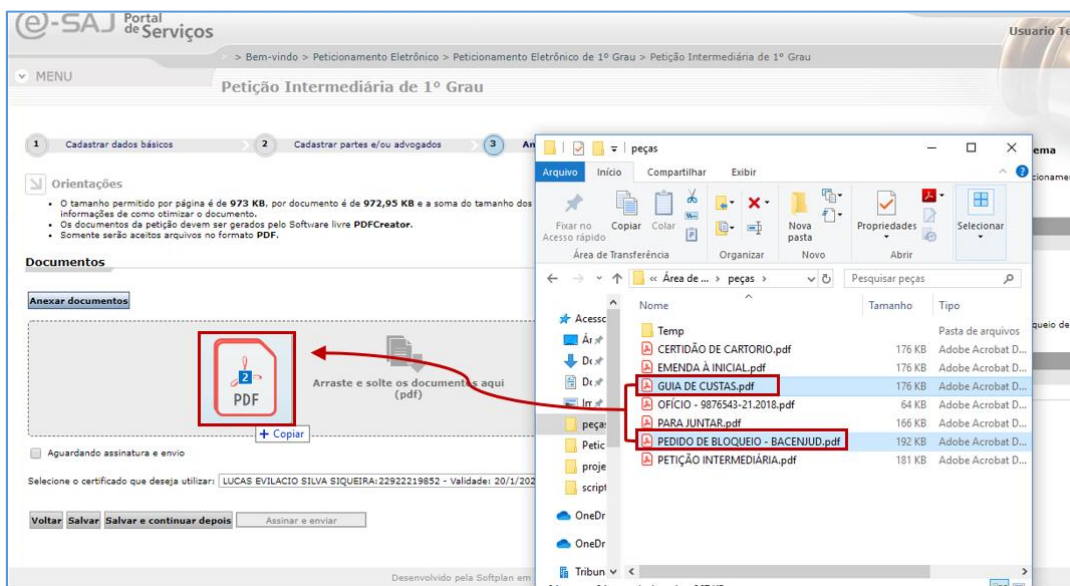 e-SAJ Portal de Serviços
Usuario Te
> Bem-vindo > Peticionamento Eletrônico > Peticionamento Eletrônico de 1º Grau > Petição Intermediária de 1º Grau
MENU
Petição Intermediária de 1º Grau
1 Cadastrar dados básicos
2 Cadastrar partes e/ou advogados
3 An
Orientações
O tamanho permitido por página é de 973 KB, por documento é de 972,95 KB e a soma do tamanho dos
informações de como otimizar o documento.
Os documentos da petição devem ser gerados pelo Software livre PDFCreator.
Somente serão aceitos arquivos no formato PDF.
Documentos
Anexar documentos
2
PDF
Arraste e solte os documentos aqui
(pdf)
+ Copiar
Aguardando assinatura e envio
Selecione o certificado que deseja utilizar: LUCAS EVILACIO SILVA SIQUEIRA:22922219852 - Validade: 20/1/202
Voltar Salvar Salvar e continuar depois Assinar e enviar
Desenvolvido pela Softplan em
peças
Arquivo Início Compartilhar Exibir
Fixar no
Acesso rápido
Copiar
Colar
Nova
pasta
Propriedades
Selecionar
Área de Transferência Organizar Novo Abrir
« Área de ... > peças >
Pesquisar peças
Nome Tamanho Tipo
Temp Pasta de arquivos
CERTIDÃO DE CARTORIO.pdf 176 KB Adobe Acrobat D...
EMENDA À INICIAL.pdf 176 KB Adobe Acrobat D...
GUIA DE CUSTAS.pdf 176 KB Adobe Acrobat D...
OFÍCIO - 9876543-21.2018.pdf 64 KB Adobe Acrobat D...
PARA JUNTAR.pdf 166 KB Adobe Acrobat D...
PEDIDO DE BLOQUEIO - BACENJUD.pdf 192 KB Adobe Acrobat D...
PETIÇÃO INTERMEDIÁRIA.pdf 181 KB Adobe Acrobat D...
Acessc
Ár
Dc
Dc
Im
peça
Petic
proje
script
OneDr
OneDr
Tribun
ema
cioname
queio de